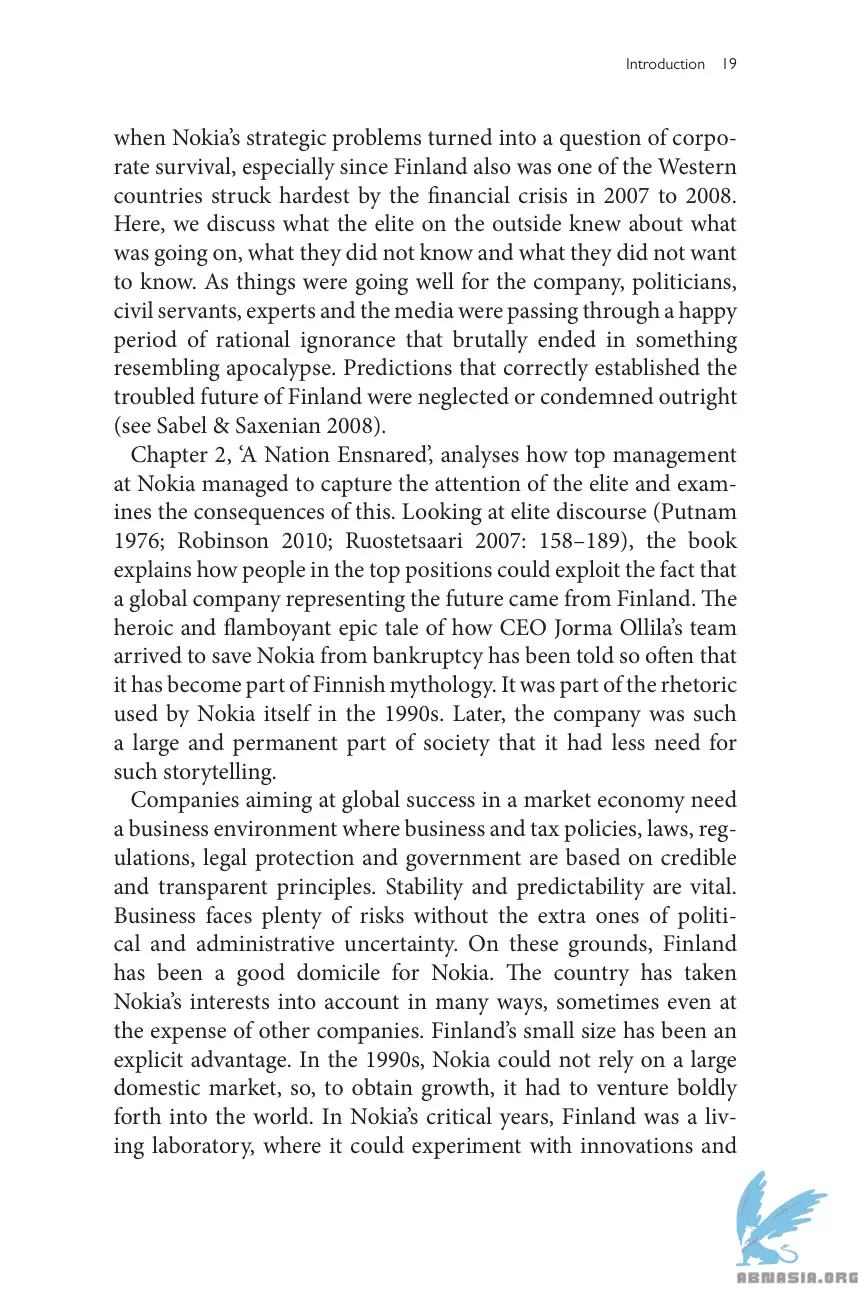 Introduction 19
when Nokia’s strategic problems turned into a question of corpo-
rate survival, especially since Finland also was one of the Western
countries struck hardest by the financial crisis in 2007 to 2008.
Here, we discuss what the elite on the outside knew about what
was going on, what they did not know and what they did not want
to know. As things were going well for the company, politicians,
civil servants, experts and the media were passing through a happy
period of rational ignorance that brutally ended in something
resembling apocalypse. Predictions that correctly established the
troubled future of Finland were neglected or condemned outright
(see Sabel & Saxenian 2008).
Chapter 2, ‘A Nation Ensnared’, analyses how top management
at Nokia managed to capture the attention of the elite and exam-
ines the consequences of this. Looking at elite discourse (Putnam
1976; Robinson 2010; Ruostetsaari 2007: 158–189), the book
explains how people in the top positions could exploit the fact that
a global company representing the future came from Finland. The
heroic and flamboyant epic tale of how CEO Jorma Ollila’s team
arrived to save Nokia from bankruptcy has been told so often that
it has become part of Finnish mythology. It was part of the rhetoric
used by Nokia itself in the 1990s. Later, the company was such
a large and permanent part of society that it had less need for
such storytelling.
Companies aiming at global success in a market economy need
a business environment where business and tax policies, laws, reg-
ulations, legal protection and government are based on credible
and transparent principles. Stability and predictability are vital.
Business faces plenty of risks without the extra ones of politi-
cal and administrative uncertainty. On these grounds, Finland
has been a good domicile for Nokia. The country has taken
Nokia’s interests into account in many ways, sometimes even at
the expense of other companies. Finland’s small size has been an
explicit advantage. In the 1990s, Nokia could not rely on a large
domestic market, so, to obtain growth, it had to venture boldly
forth into the world. In Nokia’s critical years, Finland was a liv-
ing laboratory, where it could experiment with innovations and
ABNASIA.ORG